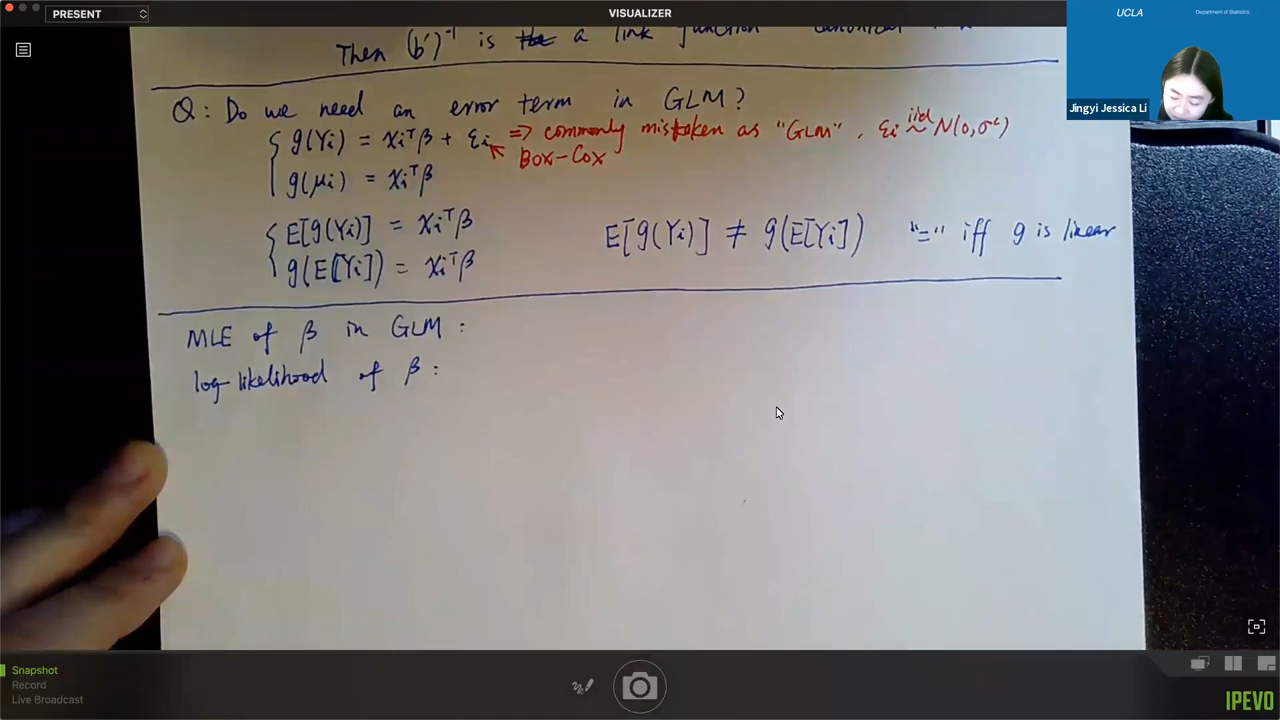 PRESENT
VISUALIZER
UCLA
Department of Statistics
Jingyi Jessica Li
Then (b')⁻¹ is a link function canonical
Q: Do we need an error term in GLM?
g(Yi) = xiᵀβ + εi => commonly mistaken as "GLM", εi iid ~ N(0,σ²)
Box-Cox
g(μi) = xiᵀβ
E[g(Yi)] = xiᵀβ
E[g(Yi)] ≠ g(E[Yi]) "=" iff g is linear
g(E[Yi]) = xiᵀβ
MLE of β in GLM:
log-likelihood of β:
Snapshot
Record
Live Broadcast
IPEVO